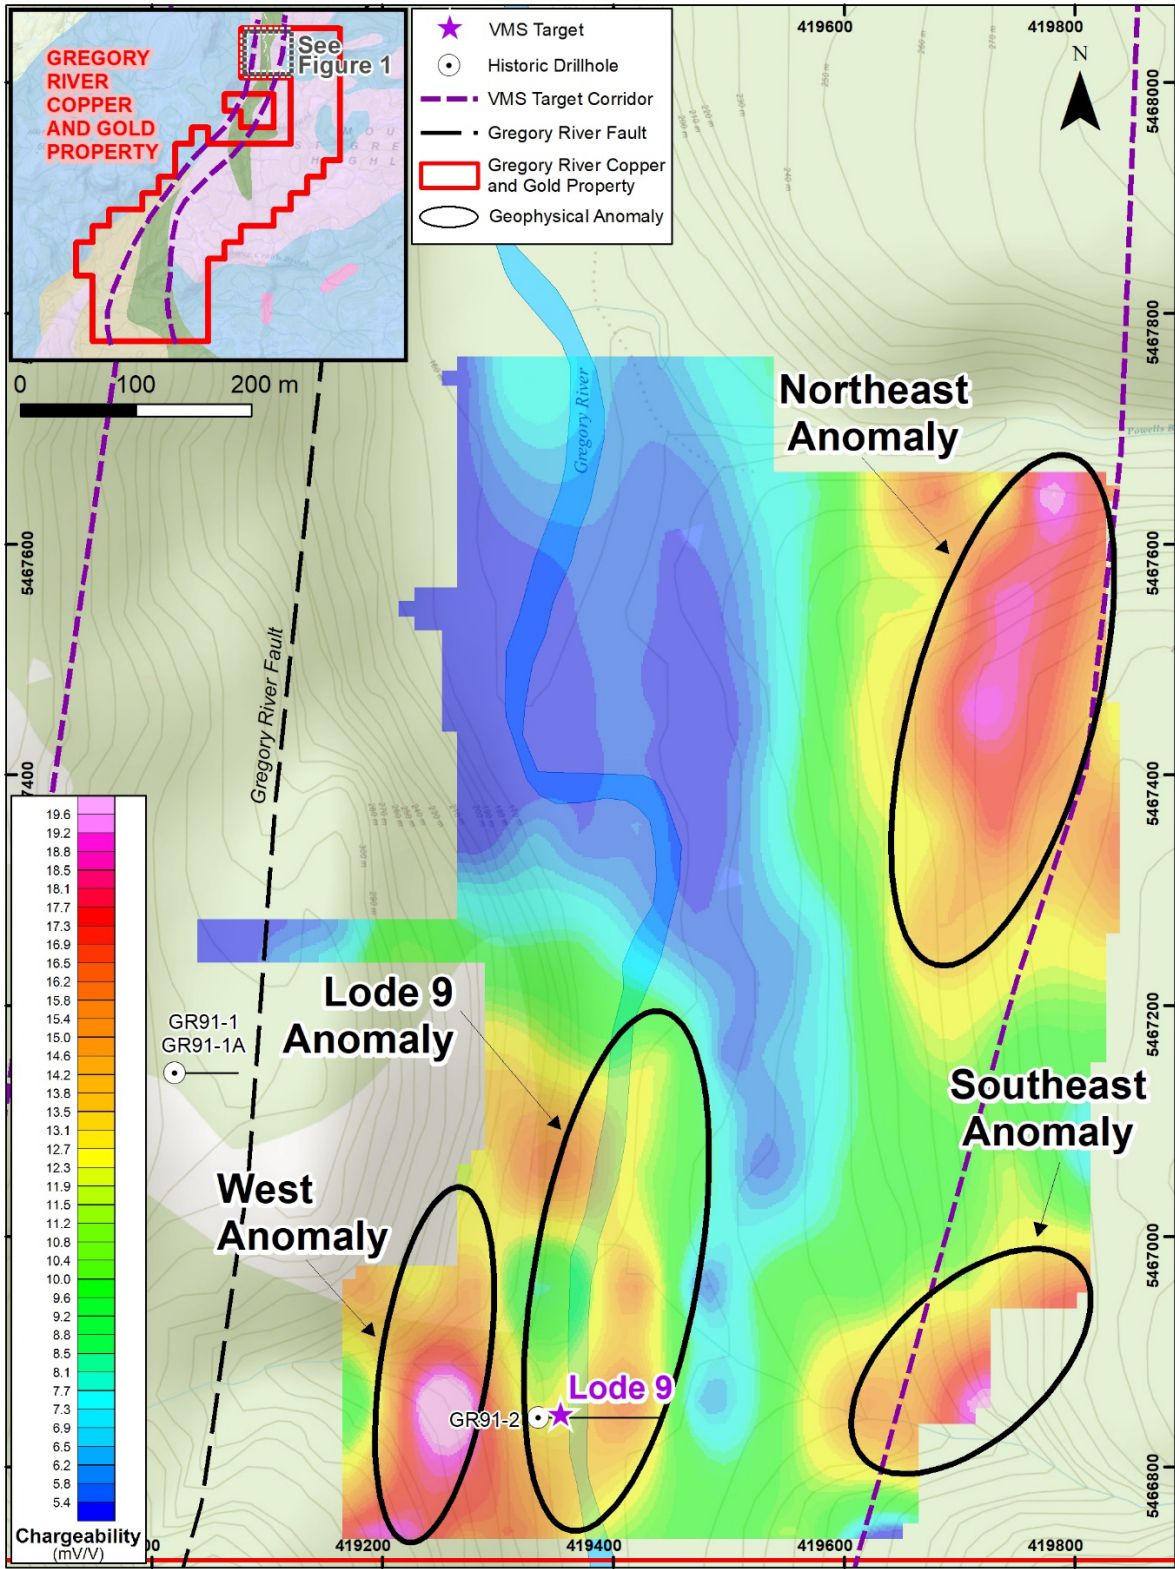 GREGORY
RIVER
COPPER
AND GOLD
PROPERTY
See
Figure 1
VMS Target
Historic Drillhole
VMS Target Corridor
Gregory River Fault
Gregory River Copper
and Gold Property
Geophysical Anomaly
419600
419800
N
5468000
5467800
5467600
5467400
5467200
5467000
5466800
0 100 200 m
Gregory River
Northeast
Anomaly
5467600
Gregory River Fault
Lode 9
Anomaly
GR91-1
GR91-1A
Southeast
Anomaly
West
Anomaly
Lode 9
GR91-2
19.6
19.2
18.8
18.5
18.1
17.7
17.3
16.9
16.5
16.2
15.8
15.4
15.0
14.6
14.2
13.8
13.5
13.1
12.7
12.3
11.9
11.5
11.2
10.8
10.4
10.0
9.6
9.2
8.8
8.5
8.1
7.7
7.3
6.9
6.5
6.2
5.8
5.4
Chargeability
(mV/V)
419200
419400
419600
419800